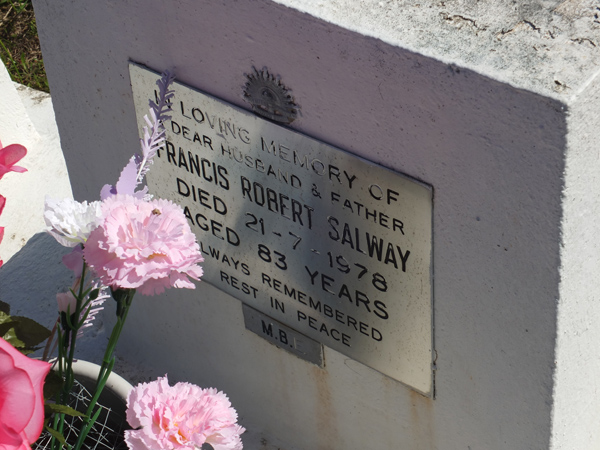 IN LOVING MEMORY OF
DEAR HUSBAND & FATHER
FRANCIS ROBERT SALWAY
DIED 21-7-1978
AGED 83 YEARS
ALWAYS REMEMBERED
REST IN PEACE